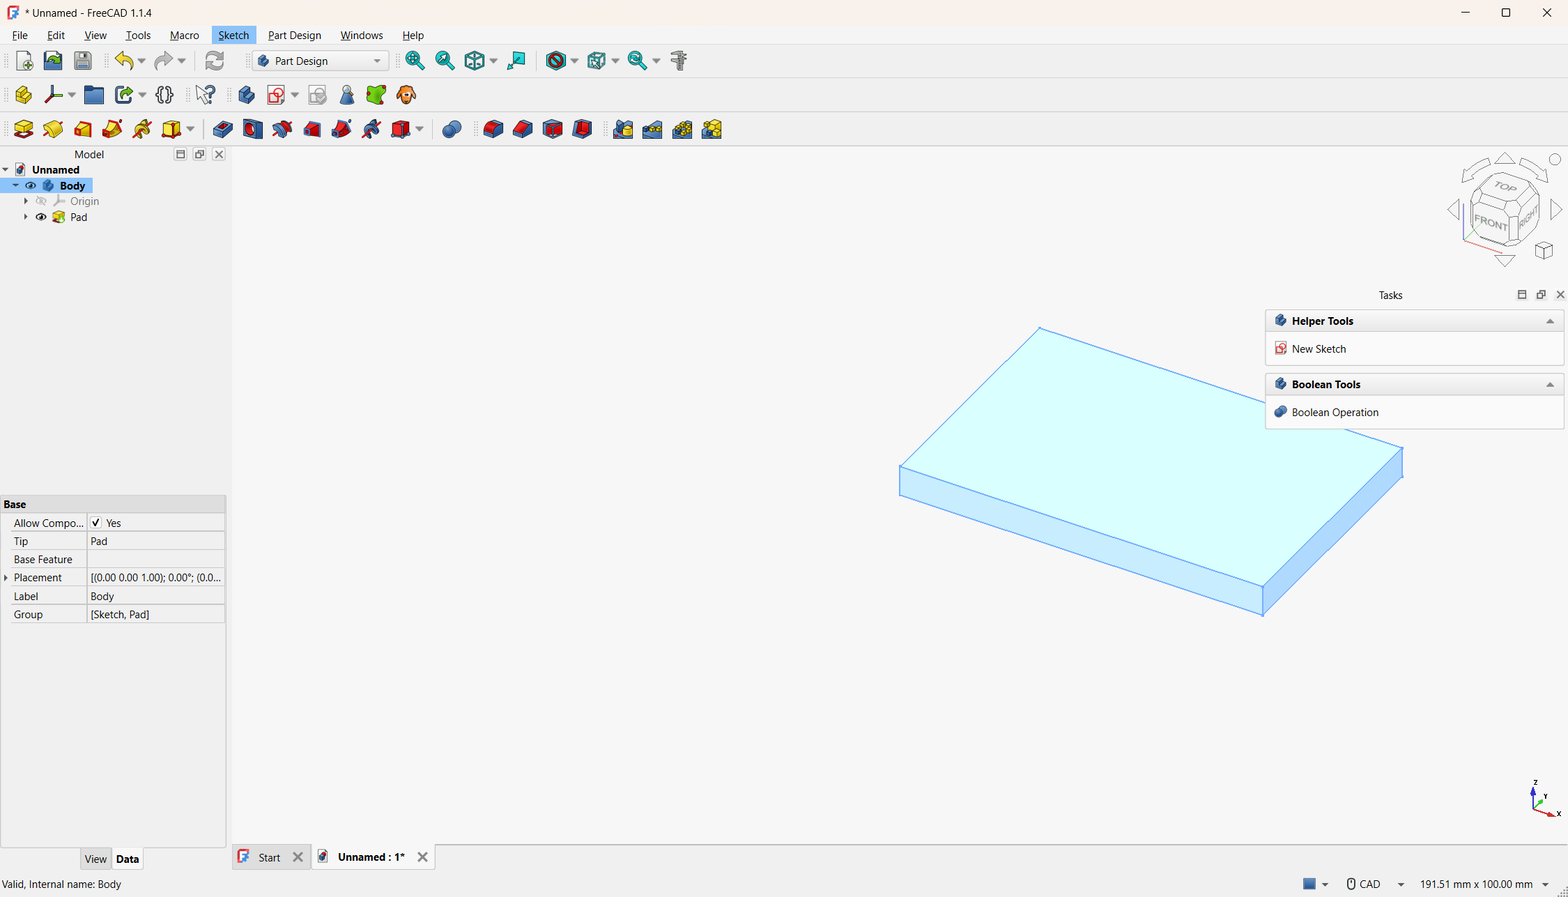 * Unnamed - FreeCAD 1.1.4
File Edit View Tools Macro Sketch Part Design Windows Help
Part Design
Model
Unnamed
Body
Origin
Pad
TOP
FRONT
RIGHT
Tasks
Helper Tools
New Sketch
Boolean Tools
Boolean Operation
Base
Allow Compo... Yes
Tip Pad
Base Feature
Placement [(0.00 0.00 1.00); 0.00°; (0.0...
Label Body
Group [Sketch, Pad]
Z
Y
X
View Data
Start Unnamed : 1*
Valid, Internal name: Body
CAD
191.51 mm x 100.00 mm